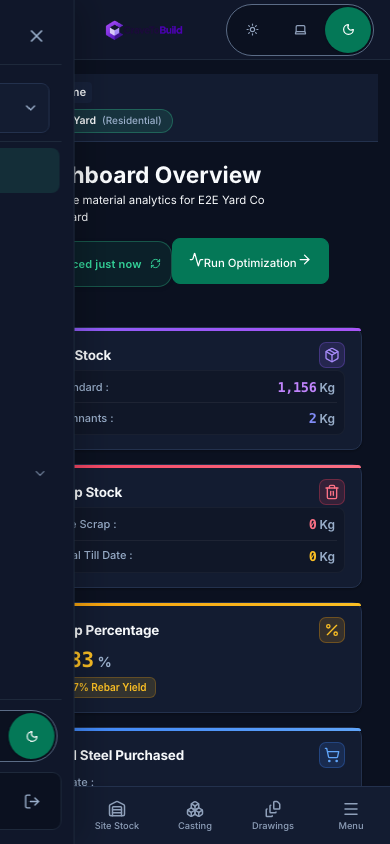 Build
me
Yard (Residential)
hboard Overview
e material analytics for E2E Yard Co
ard
ced just now
Run Optimization
Stock
ndard :
1,156 Kg
nnants :
2 Kg
p Stock
e Scrap :
0 Kg
al Till Date :
0 Kg
p Percentage
33 %
7% Rebar Yield
l Steel Purchased
ate :
Site Stock
Casting
Drawings
Menu